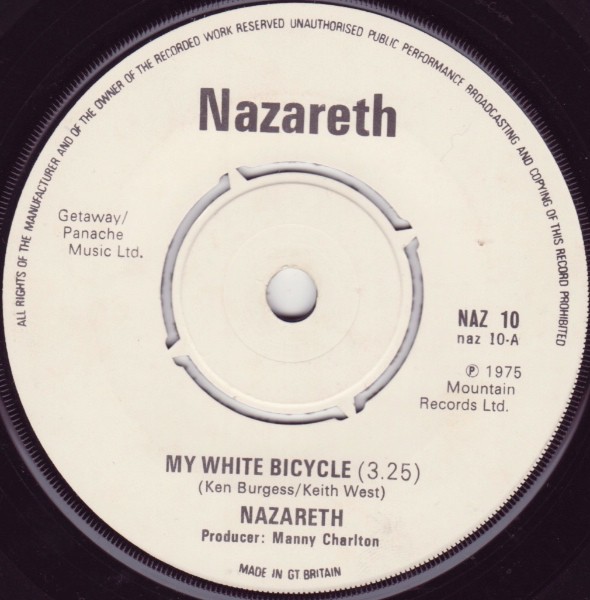 ALL RIGHTS OF THE MANUFACTURER AND OF THE OWNER OF THE RECORDED WORK RESERVED UNAUTHORISED PUBLIC PERFORMANCE BROADCASTING AND COPYING OF THIS RECORD PROHIBITED
Nazareth
Getaway/
Panache
Music Ltd.
NAZ 10
naz 10-A
℗ 1975
Mountain
Records Ltd.
MY WHITE BICYCLE (3.25)
(Ken Burgess/Keith West)
NAZARETH
Producer: Manny Charlton
MADE IN GT BRITAIN